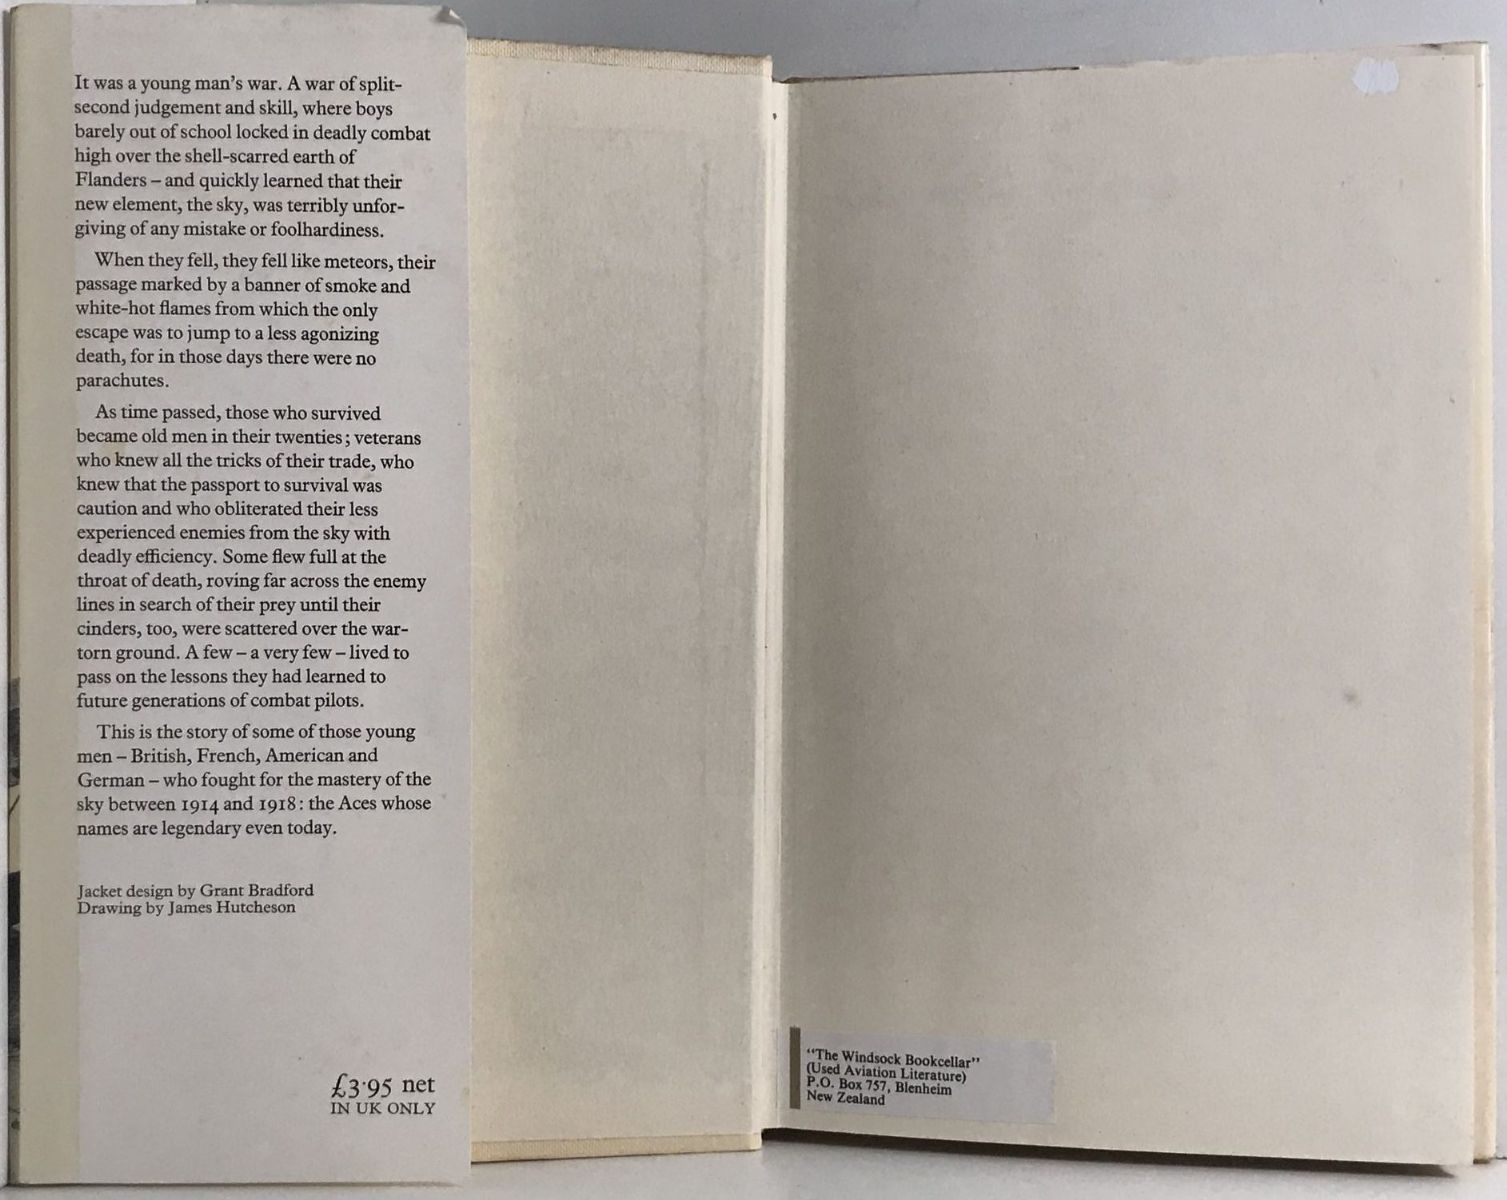 It was a young man's war. A war of split-
second judgement and skill, where boys
barely out of school locked in deadly combat
high over the shell-scarred earth of
Flanders – and quickly learned that their
new element, the sky, was terribly unfor-
giving of any mistake or foolhardiness.
When they fell, they fell like meteors, their
passage marked by a banner of smoke and
white-hot flames from which the only
escape was to jump to a less agonizing
death, for in those days there were no
parachutes.
As time passed, those who survived
became old men in their twenties; veterans
who knew all the tricks of their trade, who
knew that the passport to survival was
caution and who obliterated their less
experienced enemies from the sky with
deadly efficiency. Some flew full at the
throat of death, roving far across the enemy
lines in search of their prey until their
cinders, too, were scattered over the war-
torn ground. A few – a very few – lived to
pass on the lessons they had learned to
future generations of combat pilots.
This is the story of some of those young
men – British, French, American and
German – who fought for the mastery of the
sky between 1914 and 1918: the Aces whose
names are legendary even today.
Jacket design by Grant Bradford
Drawing by James Hutcheson
£3·95 net
IN UK ONLY
“The Windsock Bookcellar”
(Used Aviation Literature)
P.O. Box 757, Blenheim
New Zealand